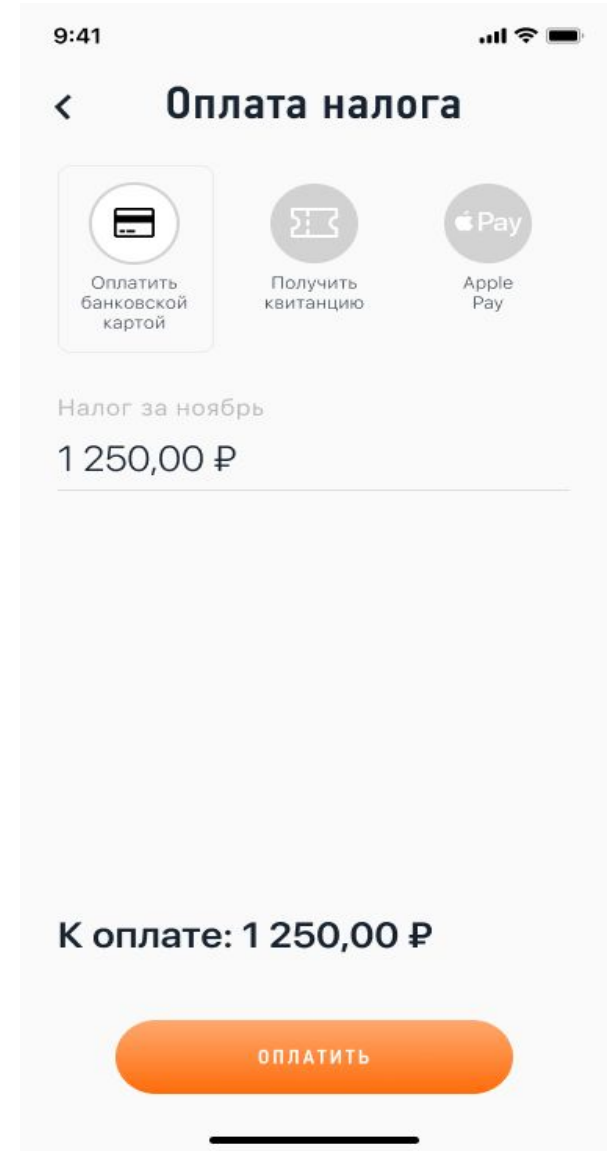 9:41
Оплата налога
Оплатить
банковской
картой
Получить
квитанцию
Pay
Apple
Pay
Налог за ноябрь
1 250,00 ₽
К оплате: 1 250,00 ₽
ОПЛАТИТЬ